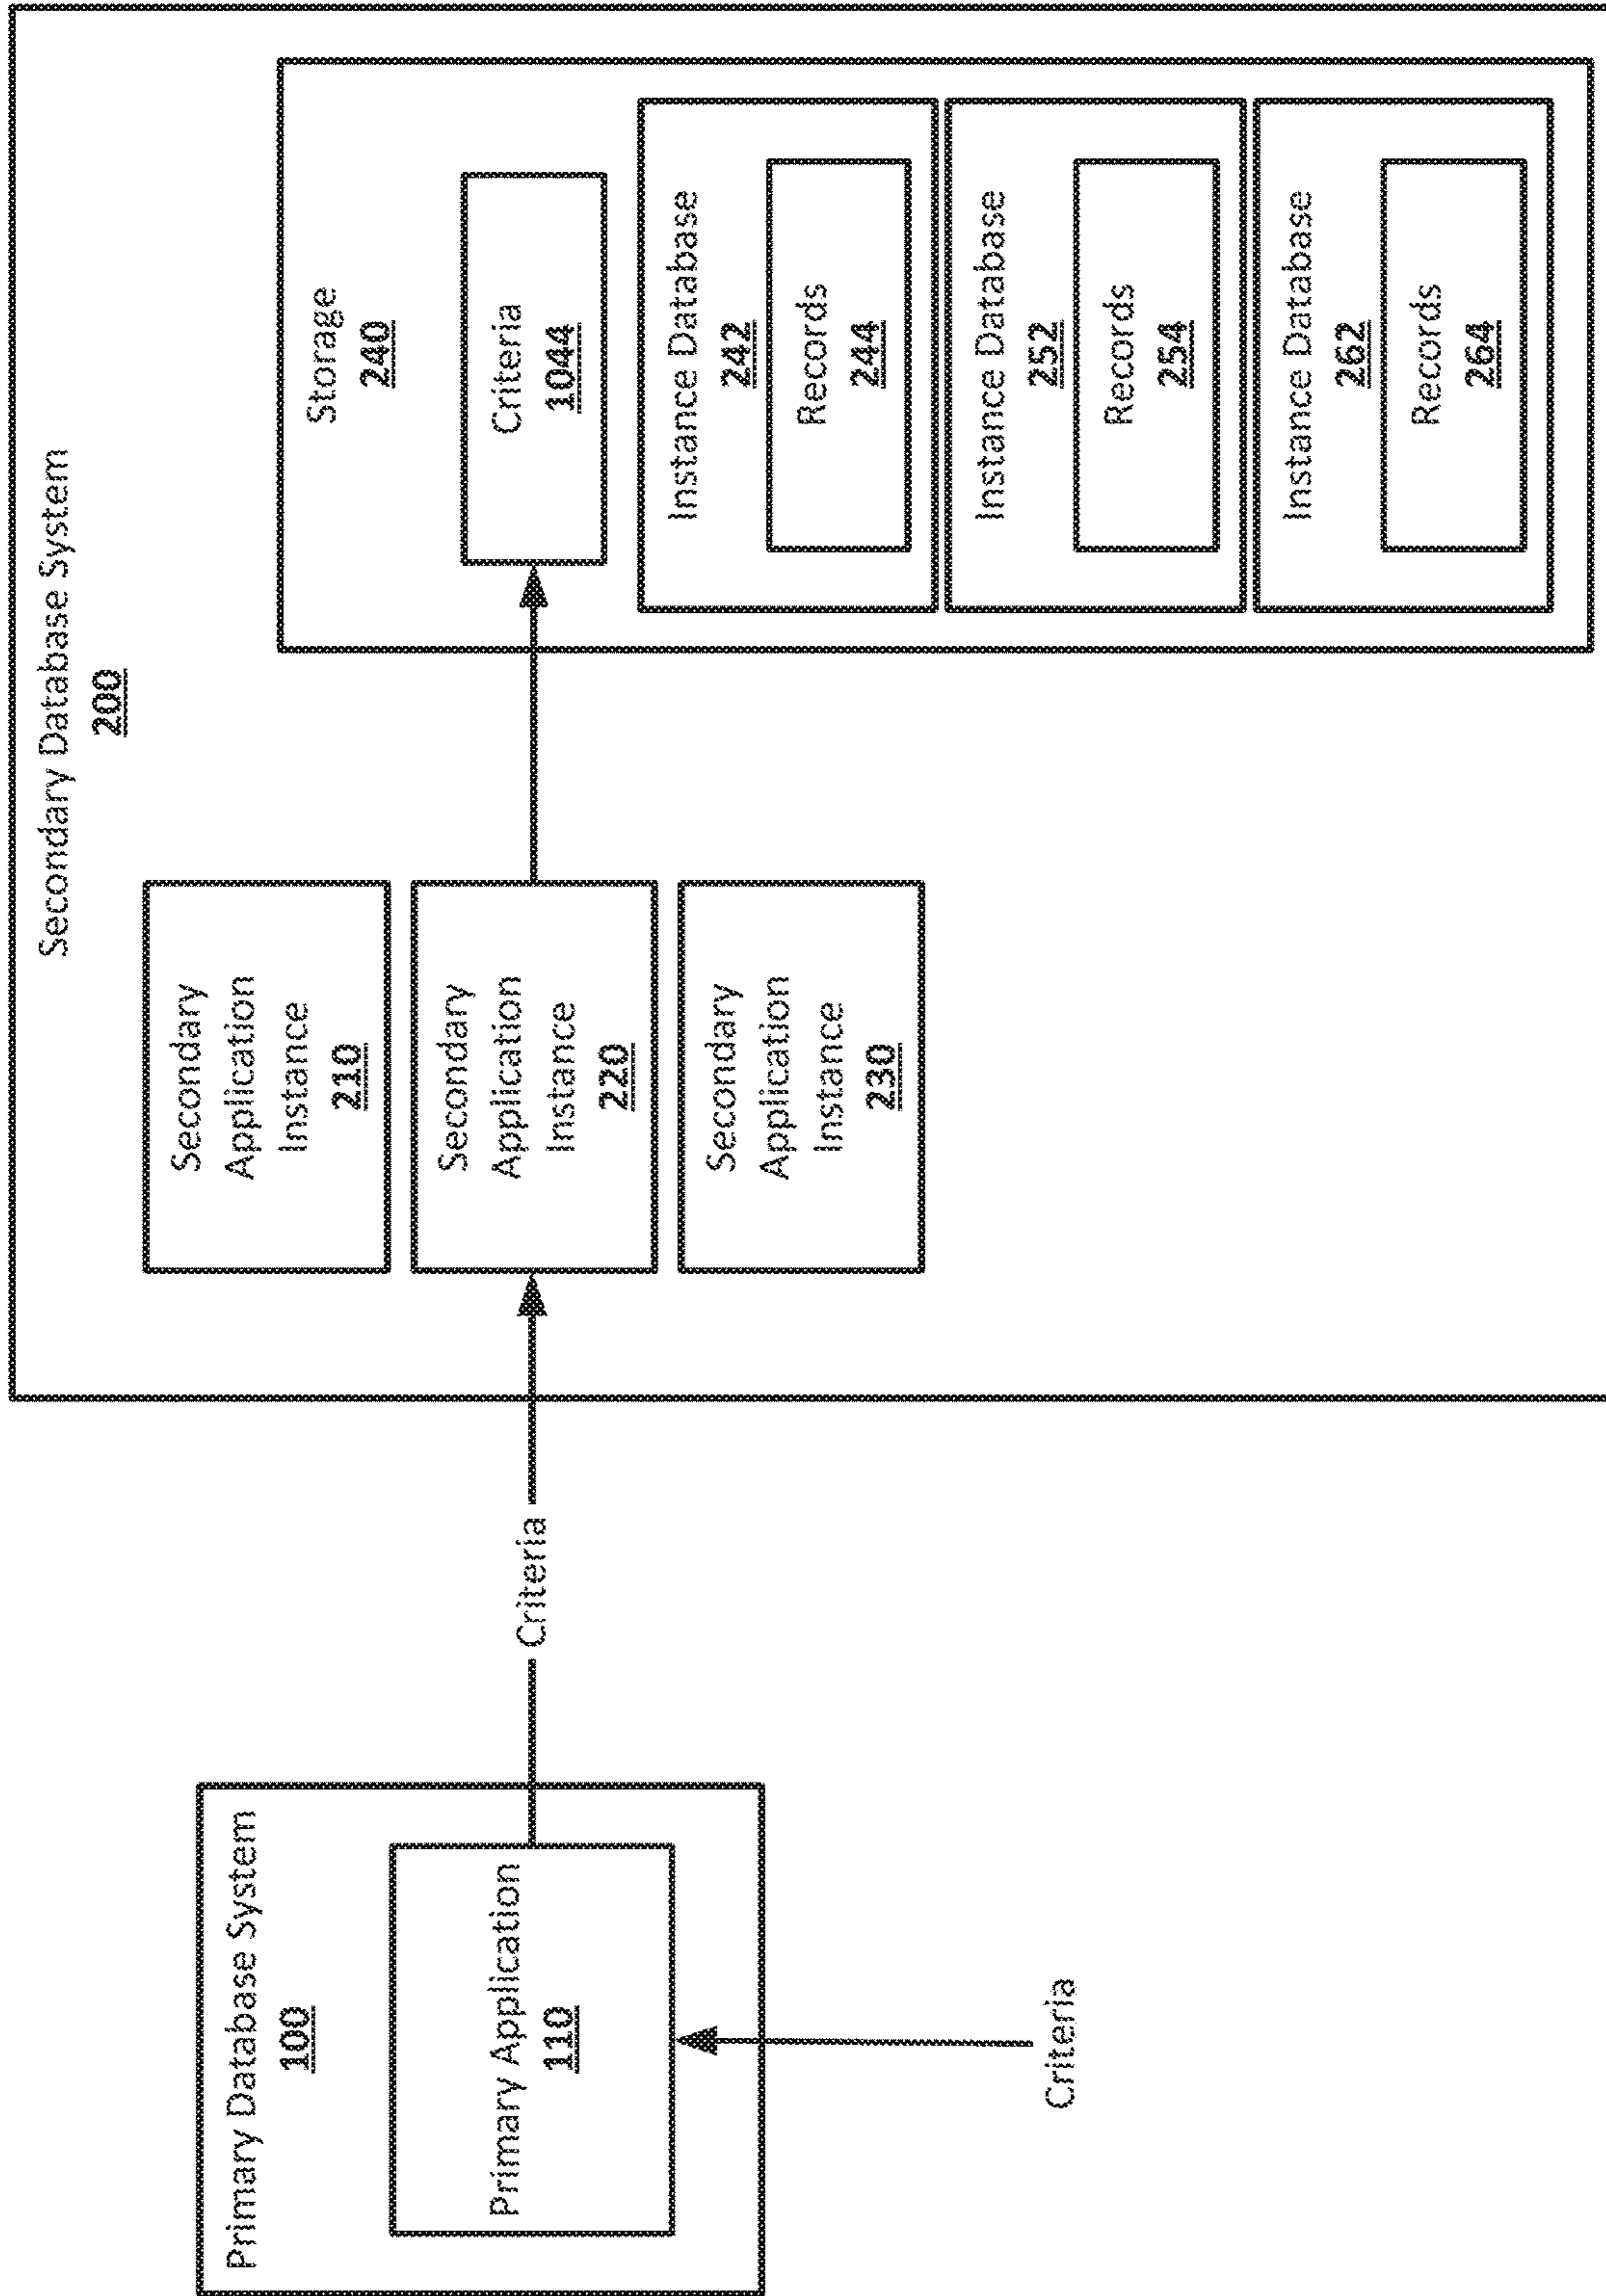 Secondary Database System
200
Primary Database System
100
Primary Application
110
Criteria
Criteria
Secondary
Application
Instance
210
Secondary
Application
Instance
220
Secondary
Application
Instance
230
Storage
240
Criteria
1044
Instance Database
242
Records
244
Instance Database
252
Records
254
Instance Database
262
Records
264